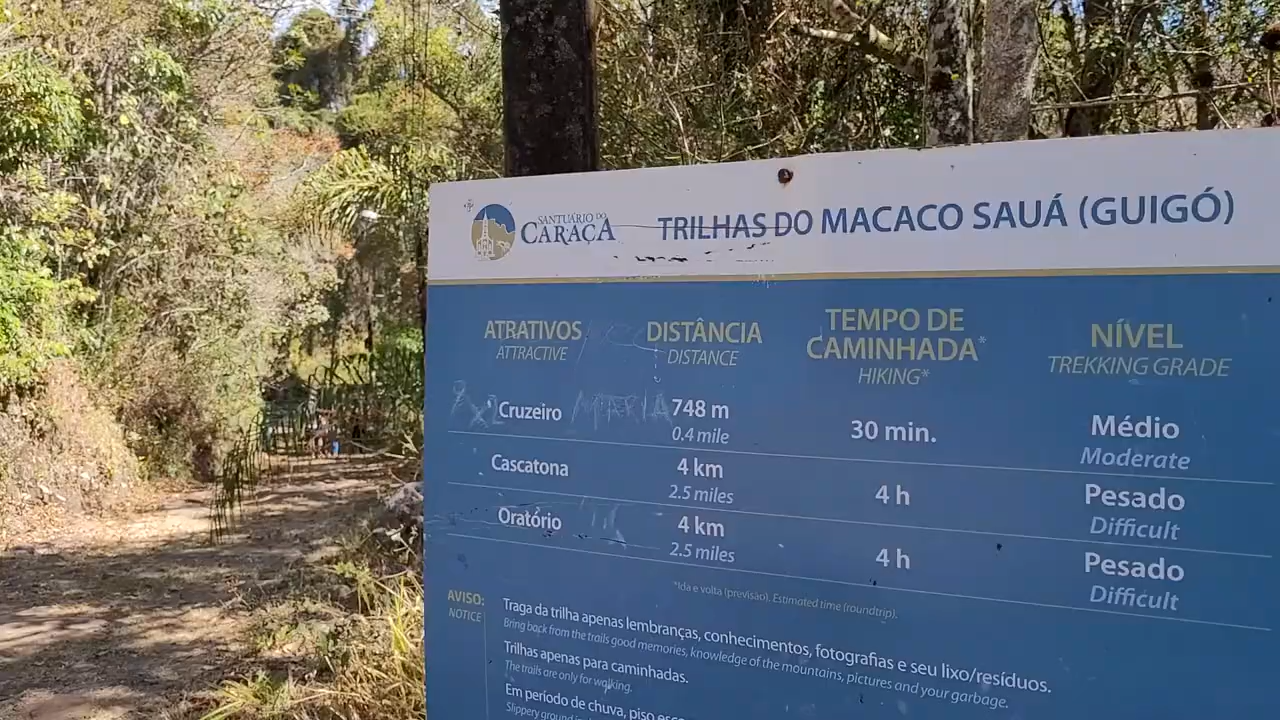 SANTUÁRIO DO
CARAÇA
TRILHAS DO MACACO SAUÁ (GUIGÓ)
ATRATIVOS
ATTRACTIVE
DISTÂNCIA
DISTANCE
TEMPO DE
CAMINHADA*
HIKING*
NÍVEL
TREKKING GRADE
Cruzeiro
MARIA
748 m
0.4 mile
30 min.
Médio
Moderate
Cascatona
4 km
2.5 miles
4 h
Pesado
Difficult
Oratório
4 km
2.5 miles
4 h
Pesado
Difficult
*Ida e volta (previsão). Estimated time (roundtrip).
AVISO:
NOTICE
Traga da trilha apenas lembranças, conhecimentos, fotografias e seu lixo/resíduos.
Bring back from the trails good memories, knowledge of the mountains, pictures and your garbage.
Trilhas apenas para caminhadas.
The trails are only for walking.
Em período de chuva, piso
Slippery ground